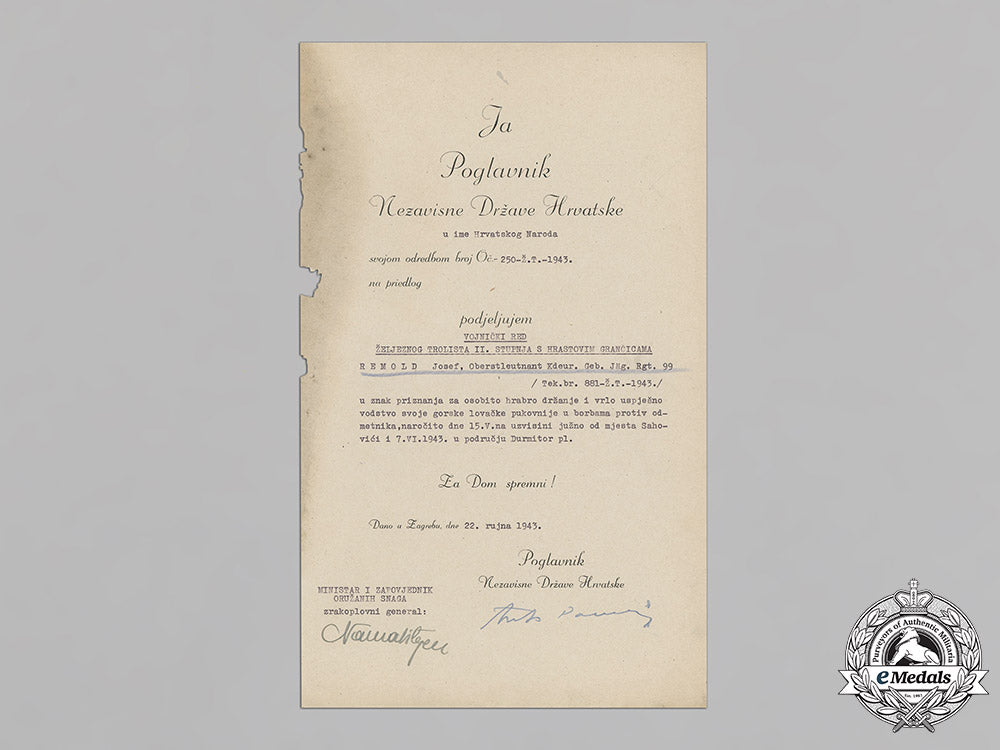 Ja
Poglavnik
Nezavisne Države Hrvatske
u ime Hrvatskog Naroda
svojom odredbom broj Oč.- 250-Ž.T.-1943.
na priedlog
podjeljujem
VOJNIČKI RED
ŽELJEZNOG TROLISTA II. STUPNJA S HRASTOVIM GRANČICAMA
R E M O L D Josef, Oberstleutnant Kdeur. Geb. JHg. Rgt. 99
/ Tek.br. 881-Ž.T.-1943./
u znak priznanja za osobito hrabro držanje i vrlo uspješno
vodstvo svoje gorske lovačke pukovnije u borbama protiv od-
metnika,naročito dne 15.V.na uzvisini južno od mjesta Saho-
vići i 7.VI.1943. u području Durmitor pl.
Za Dom spremni !
Dano u Zagrebu, dne 22. rujna 1943.
Poglavnik
Nezavisne Države Hrvatske
MINISTAR I ZAPOVJEDNIK
ORUŽANIH SNAGA
zrakoplovni general:
Purveyors of Authentic Militaria
eMedals